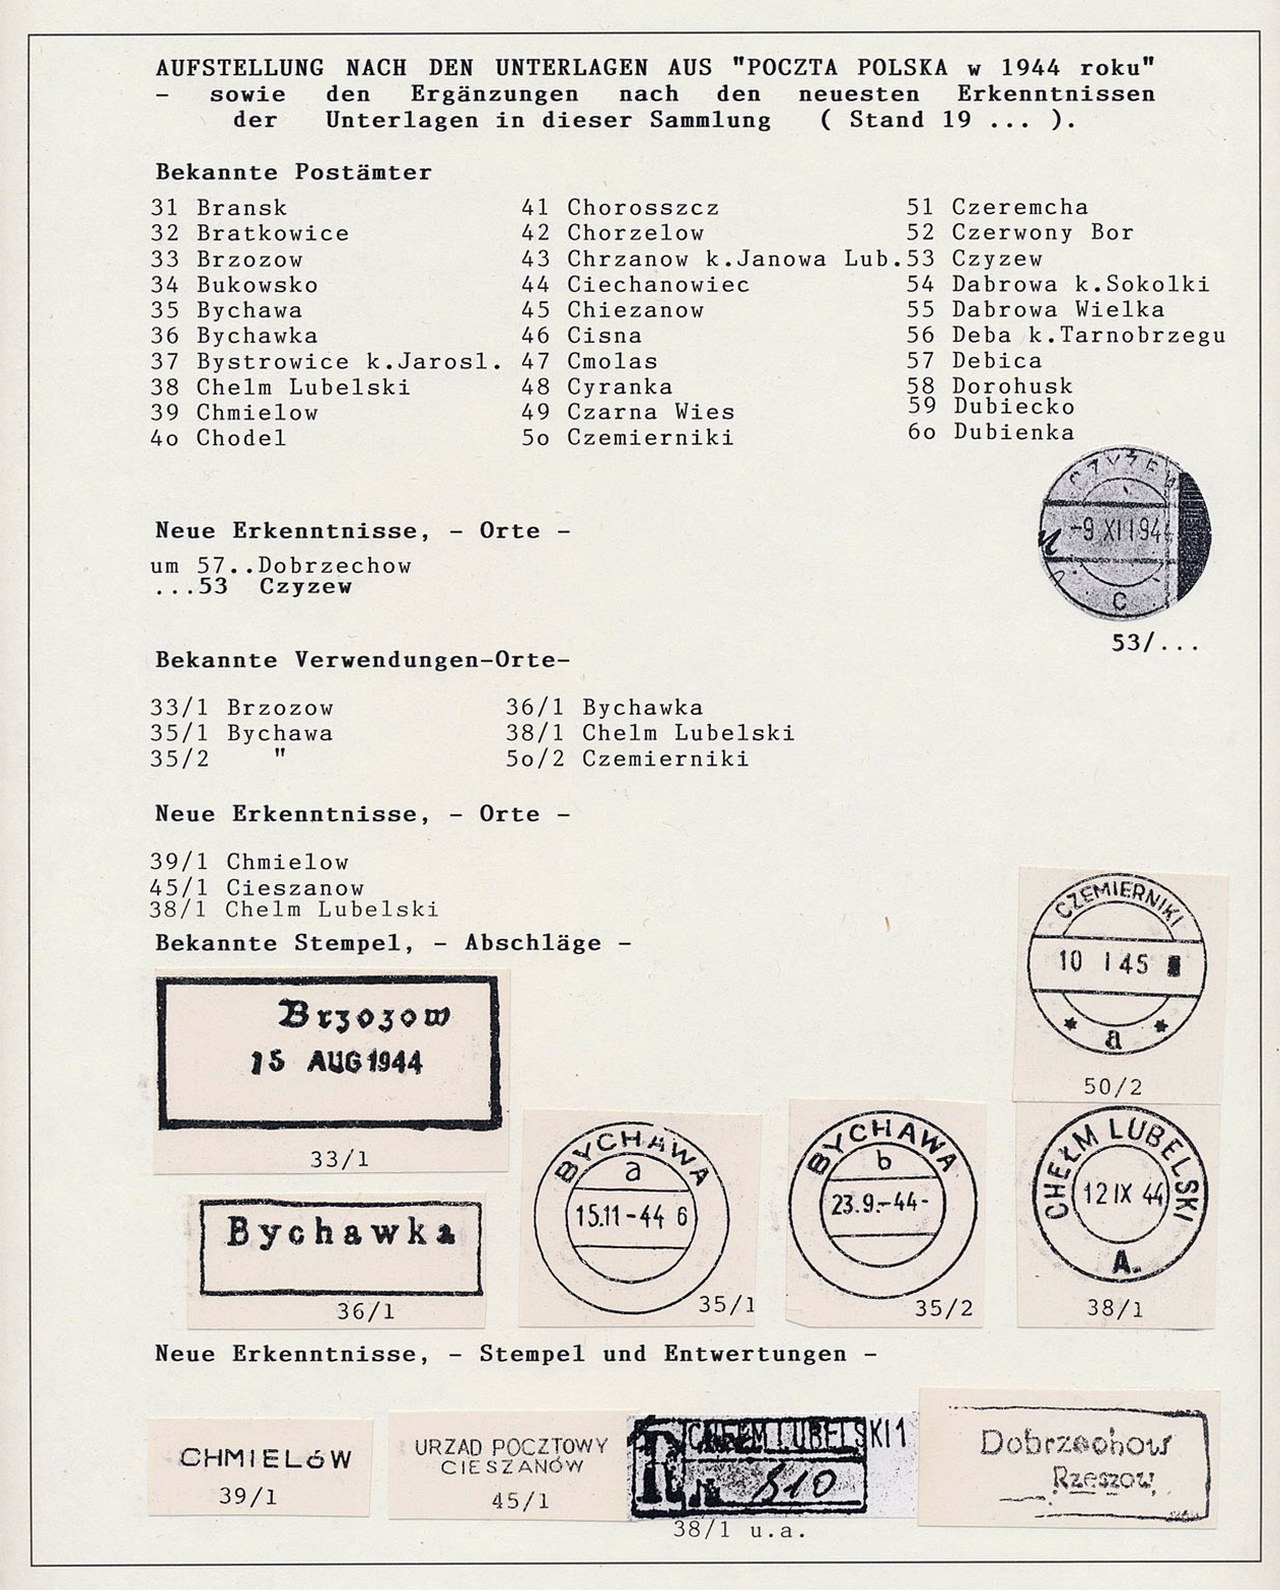 AUFSTELLUNG NACH DEN UNTERLAGEN AUS "POCZTA POLSKA w 1944 roku"
- sowie den Ergänzungen nach den neuesten Erkenntnissen
der Unterlagen in dieser Sammlung ( Stand 19 ... ).
Bekannte Postämter
31 Bransk
32 Bratkowice
33 Brzozow
34 Bukowsko
35 Bychawa
36 Bychawka
37 Bystrowice k.Jarosl.
38 Chelm Lubelski
39 Chmielow
4o Chodel
41 Chorosszcz
42 Chorzelow
43 Chrzanow k.Janowa Lub.
44 Ciechanowiec
45 Chiezanow
46 Cisna
47 Cmolas
48 Cyranka
49 Czarna Wies
5o Czemierniki
51 Czeremcha
52 Czerwony Bor
53 Czyzew
54 Dabrowa k.Sokolki
55 Dabrowa Wielka
56 Deba k.Tarnobrzegu
57 Debica
58 Dorohusk
59 Dubiecko
6o Dubienka
CZYŻEW
-9 XII 944
C
53/...
Neue Erkenntnisse, - Orte -
um 57..Dobrzechow
...53 Czyzew
Bekannte Verwendungen-Orte-
33/1 Brzozow
35/1 Bychawa
35/2 "
36/1 Bychawka
38/1 Chelm Lubelski
5o/2 Czemierniki
Neue Erkenntnisse, - Orte -
39/1 Chmielow
45/1 Cieszanow
38/1 Chelm Lubelski
Bekannte Stempel, - Abschläge -
CZEMIERNIKI
10 I 45
* a *
50/2
Brzozow
15 AUG 1944
33/1
Bychawka
36/1
BYCHAWA
a
15.11-44 6
35/1
BYCHAWA
b
23.9.-44-
35/2
CHEŁM LUBELSKI
12 IX 44
A.
38/1
Neue Erkenntnisse, - Stempel und Entwertungen -
CHMIELóW
39/1
URZAD POCZTOWY
CIESZANÓW
45/1
CHEŁM LUBELSKI 1
R
N 810
38/1 u.a.
Dobrzechow
Rzeszow